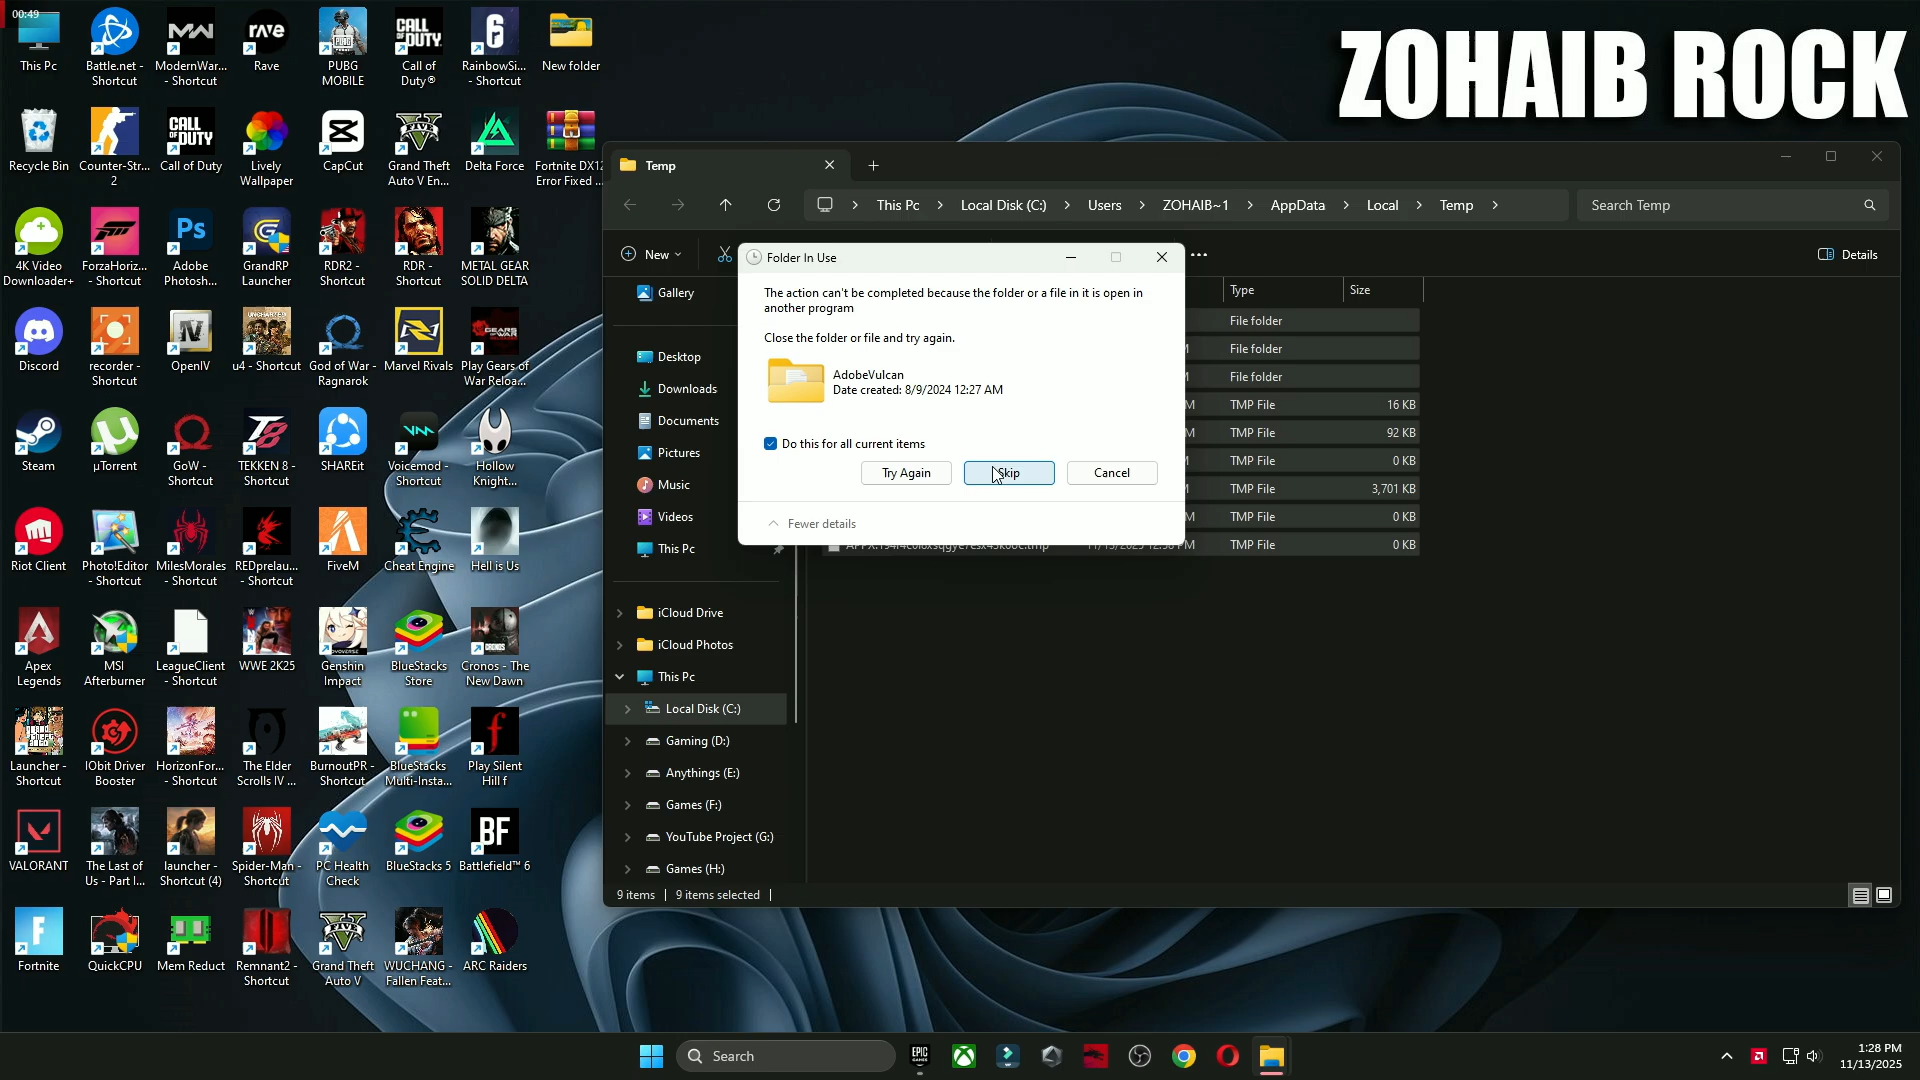 00:49
ZOHAIB ROCK
This Pc
Battle.net -
Shortcut
ModernWar...
- Shortcut
Rave
PUBG
MOBILE
Call of
Duty®
RainbowSi...
- Shortcut
New folder
Recycle Bin
Counter-Str...
2
Call of Duty
Lively
Wallpaper
CapCut
Grand Theft
Auto V En...
Delta Force
Fortnite DX12
Error Fixed ...
4K Video
Downloader+
ForzaHoriz...
- Shortcut
Adobe
Photosh...
GrandRP
Launcher
RDR2 -
Shortcut
RDR -
Shortcut
METAL GEAR
SOLID DELTA
Discord
recorder -
Shortcut
OpenIV
u4 - Shortcut
God of War -
Ragnarok
Marvel Rivals
Play Gears of
War Reloa...
Steam
µTorrent
GoW -
Shortcut
TEKKEN 8 -
Shortcut
SHAREit
Voicemod -
Shortcut
Hollow
Knight...
Riot Client
Photo!Editor
- Shortcut
MilesMorales
- Shortcut
REDprelau...
- Shortcut
FiveM
Cheat Engine
Hell is Us
Apex
Legends
MSI
Afterburner
LeagueClient
- Shortcut
WWE 2K25
Genshin
Impact
BlueStacks
Store
Cronos - The
New Dawn
Launcher -
Shortcut
IObit Driver
Booster
HorizonFor...
- Shortcut
The Elder
Scrolls IV ...
BurnoutPR -
Shortcut
BlueStacks
Multi-Insta...
Play Silent
Hill f
VALORANT
The Last of
Us - Part I...
launcher -
Shortcut (4)
Spider-Man -
Shortcut
PC Health
Check
BlueStacks 5
Battlefield™ 6
Fortnite
QuickCPU
Mem Reduct
Remnant2 -
Shortcut
Grand Theft
Auto V
WUCHANG -
Fallen Feat...
ARC Raiders
Temp
This Pc > Local Disk (C:) > Users > ZOHAIB~1 > AppData > Local > Temp >
Search Temp
New
Details
Gallery
Desktop
Downloads
Documents
Pictures
Music
Videos
This Pc
iCloud Drive
iCloud Photos
This Pc
Local Disk (C:)
Gaming (D:)
Anythings (E:)
Games (F:)
YouTube Project (G:)
Games (H:)
Type Size
File folder
File folder
File folder
TMP File 16 KB
TMP File 92 KB
TMP File 0 KB
TMP File 3,701 KB
TMP File 0 KB
TMP File 0 KB
9 items 9 items selected
Folder In Use
The action can't be completed because the folder or a file in it is open in
another program
Close the folder or file and try again.
AdobeVulcan
Date created: 8/9/2024 12:27 AM
Do this for all current items
Try Again Skip Cancel
Fewer details
Search
1:28 PM
11/13/2025